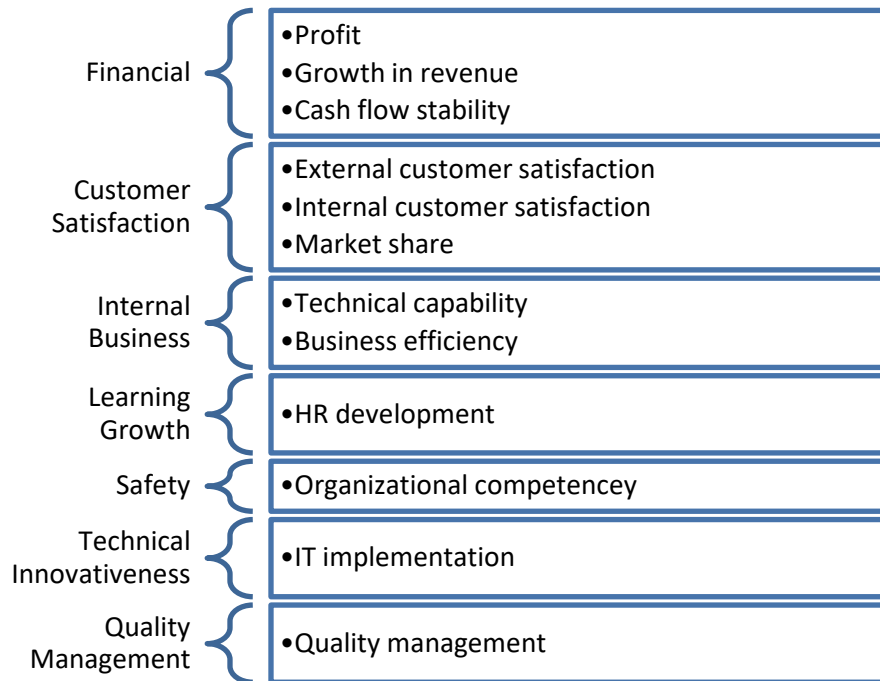 Financial
•Profit
•Growth in revenue
•Cash flow stability
Customer
Satisfaction
•External customer satisfaction
•Internal customer satisfaction
•Market share
Internal
Business
•Technical capability
•Business efficiency
Learning
Growth
•HR development
Safety
•Organizational competencey
Technical
Innovativeness
•IT implementation
Quality
Management
•Quality management